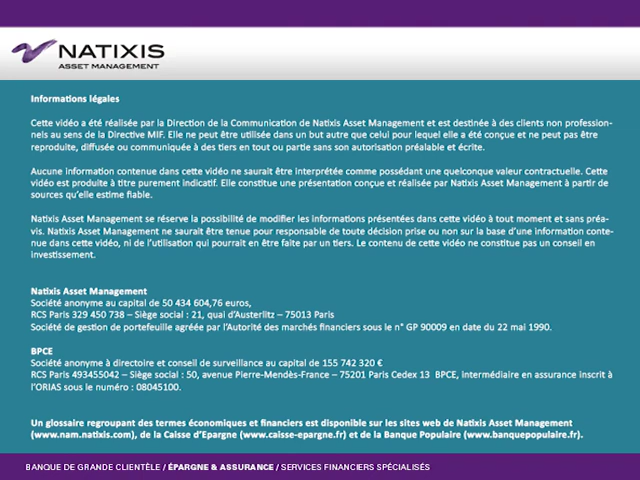 NATIXIS
ASSET MANAGEMENT
Informations légales
Cette vidéo a été réalisée par la Direction de la Communication de Natixis Asset Management et est destinée à des clients non profession-
nels au sens de la Directive MIF. Elle ne peut être utilisée dans un but autre que celui pour lequel elle a été conçue et ne peut pas être
reproduite, diffusée ou communiquée à des tiers en tout ou partie sans son autorisation préalable et écrite.
Aucune information contenue dans cette vidéo ne saurait être interprétée comme possédant une quelconque valeur contractuelle. Cette
vidéo est produite à titre purement indicatif. Elle constitue une présentation conçue et réalisée par Natixis Asset Management à partir de
sources qu'elle estime fiable.
Natixis Asset Management se réserve la possibilité de modifier les informations présentées dans cette vidéo à tout moment et sans préa-
vis. Natixis Asset Management ne saurait être tenue pour responsable de toute décision prise ou non sur la base d'une information conte-
nue dans cette vidéo, ni de l'utilisation qui pourrait en être faite par un tiers. Le contenu de cette vidéo ne constitue pas un conseil en
investissement.
Natixis Asset Management
Société anonyme au capital de 50 434 604,76 euros,
RCS Paris 329 450 738 – Siège social : 21, quai d'Austerlitz – 75013 Paris
Société de gestion de portefeuille agréée par l'Autorité des marchés financiers sous le n° GP 90009 en date du 22 mai 1990.
BPCE
Société anonyme à directoire et conseil de surveillance au capital de 155 742 320 €
RCS Paris 493455042 – Siège social : 50, avenue Pierre-Mendès-France – 75201 Paris Cedex 13 BPCE, intermédiaire en assurance inscrit à
l'ORIAS sous le numéro : 08045100.
Un glossaire regroupant des termes économiques et financiers est disponible sur les sites web de Natixis Asset Management
(www.nam.natixis.com), de la Caisse d'Epargne (www.caisse-epargne.fr) et de la Banque Populaire (www.banquepopulaire.fr).
BANQUE DE GRANDE CLIENTÈLE / ÉPARGNE & ASSURANCE / SERVICES FINANCIERS SPÉCIALISÉS